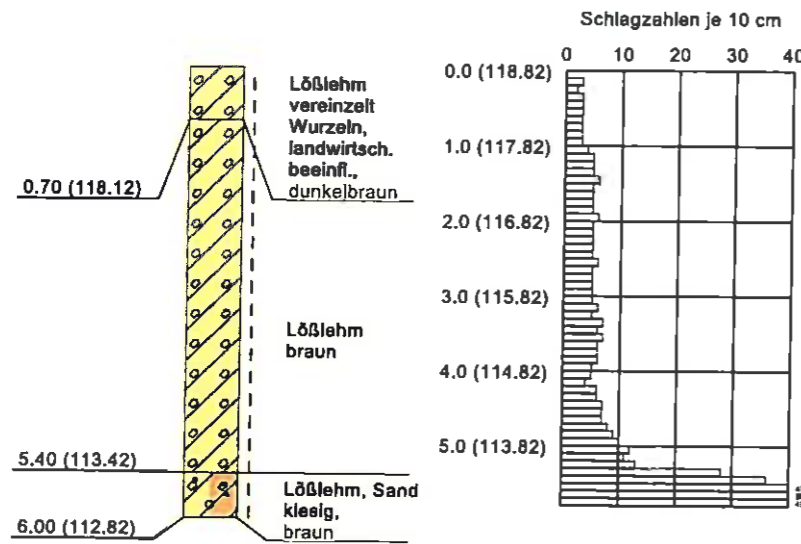 Schlagzahlen je 10 cm
0 10 20 30 40
Lößlehm
vereinzelt
Wurzeln,
landwirtsch.
beeinfl.,
dunkelbraun
0.70 (118.12)
Lößlehm
braun
5.40 (113.42)
Lößlehm, Sand
kiesig,
braun
6.00 (112.82)
0.0 (118.82)
1.0 (117.82)
2.0 (116.82)
3.0 (115.82)
4.0 (114.82)
5.0 (113.82)